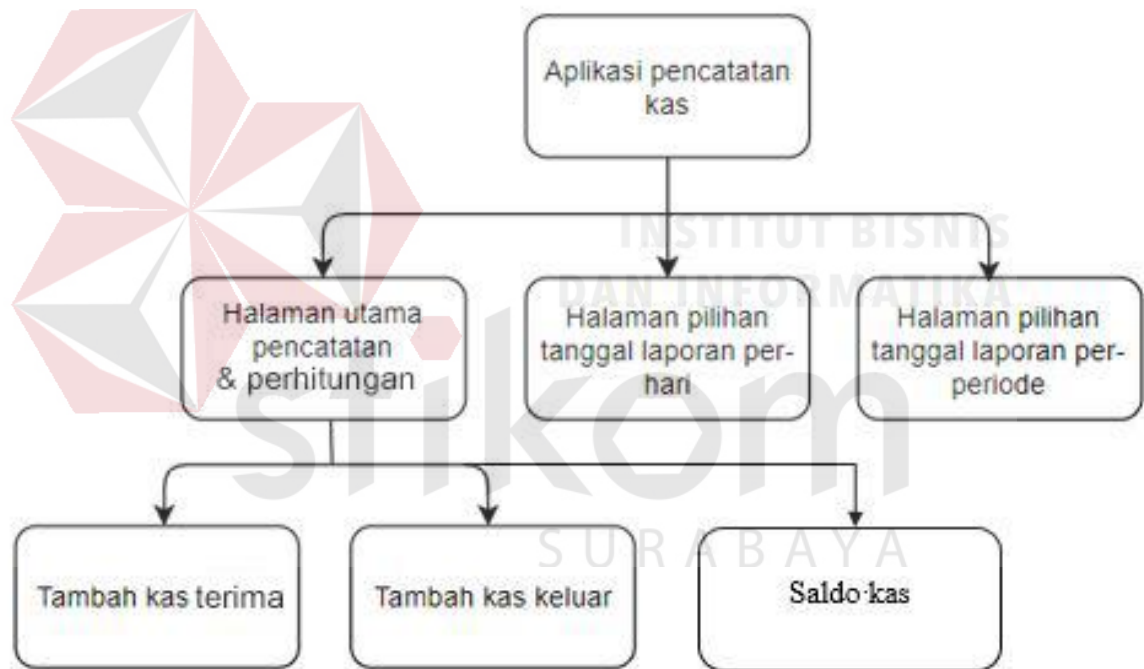 Aplikasi pencatatan
kas
INSTITUT BISNIS
DAN INFORMATIKA
Halaman utama
pencatatan
& perhitungan
Halaman pilihan
tanggal laporan per-
hari
Halaman pilihan
tanggal laporan per-
periode
stikom
SURABAYA
Tambah kas terima
Tambah kas keluar
Saldo·kas